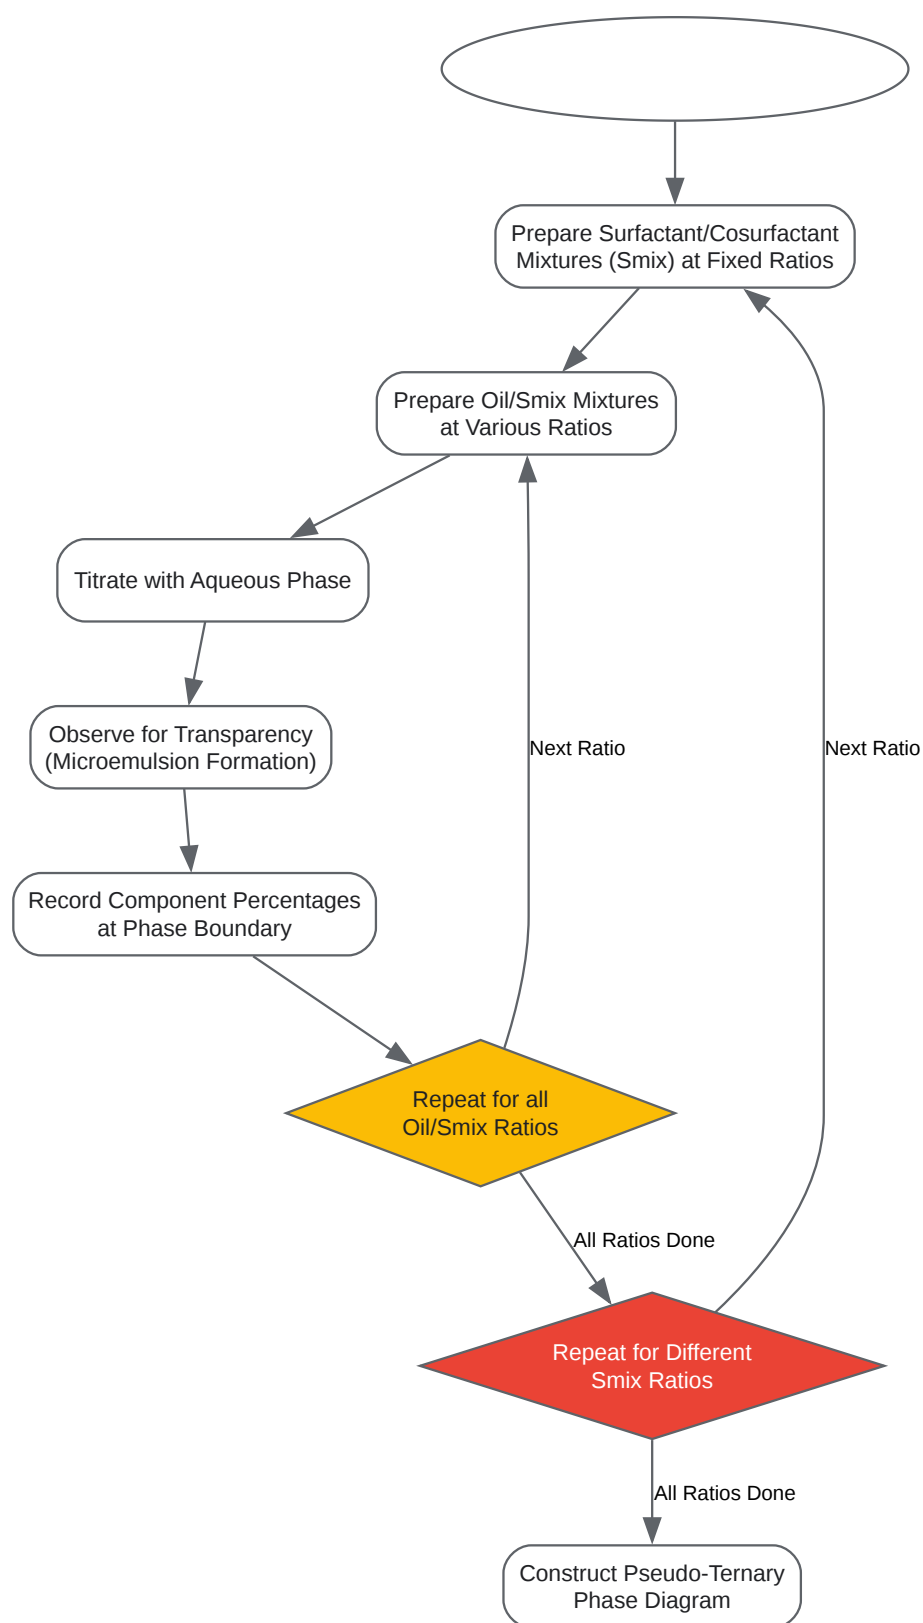 Prepare Surfactant/Cosurfactant
Mixtures (Smix) at Fixed Ratios
Prepare Oil/Smix Mixtures
at Various Ratios
Titrate with Aqueous Phase
Observe for Transparency
(Microemulsion Formation)
Next Ratio
Next Ratio
Record Component Percentages
at Phase Boundary
Repeat for all
Oil/Smix Ratios
All Ratios Done
Repeat for Different
Smix Ratios
All Ratios Done
Construct Pseudo-Ternary
Phase Diagram